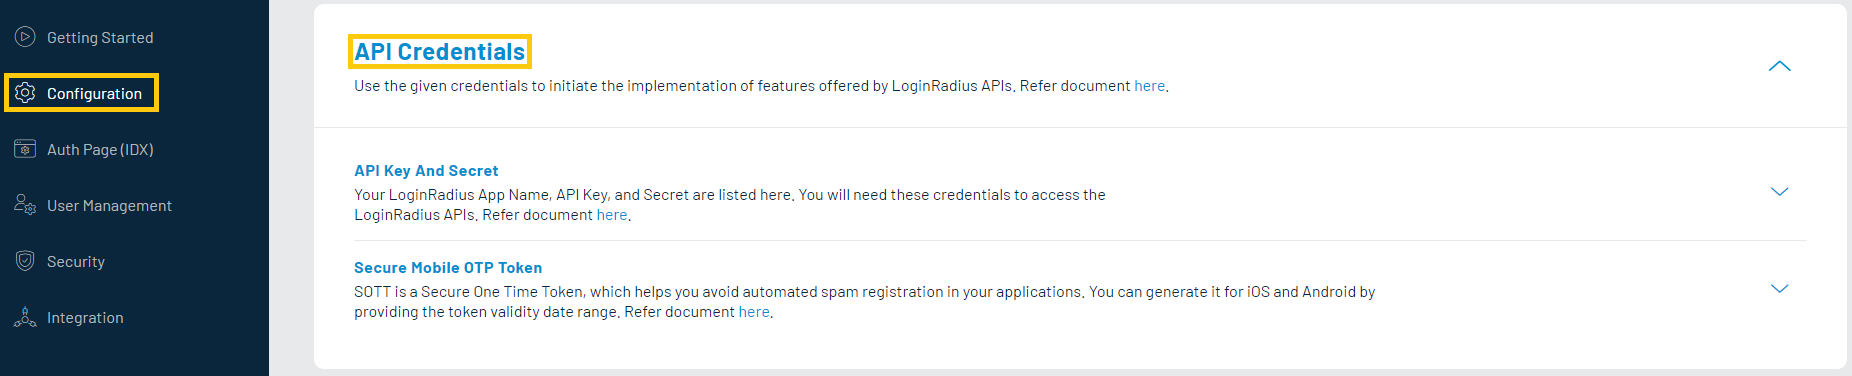 Getting Started
Configuration
Auth Page (IDX)
User Management
Security
Integration
API Credentials
Use the given credentials to initiate the implementation of features offered by LoginRadius APIs. Refer document here.
API Key And Secret
Your LoginRadius App Name, API Key, and Secret are listed here. You will need these credentials to access the
LoginRadius APIs. Refer document here.
Secure Mobile OTP Token
SOTT is a Secure One Time Token, which helps you avoid automated spam registration in your applications. You can generate it for iOS and Android by
providing the token validity date range. Refer document here.